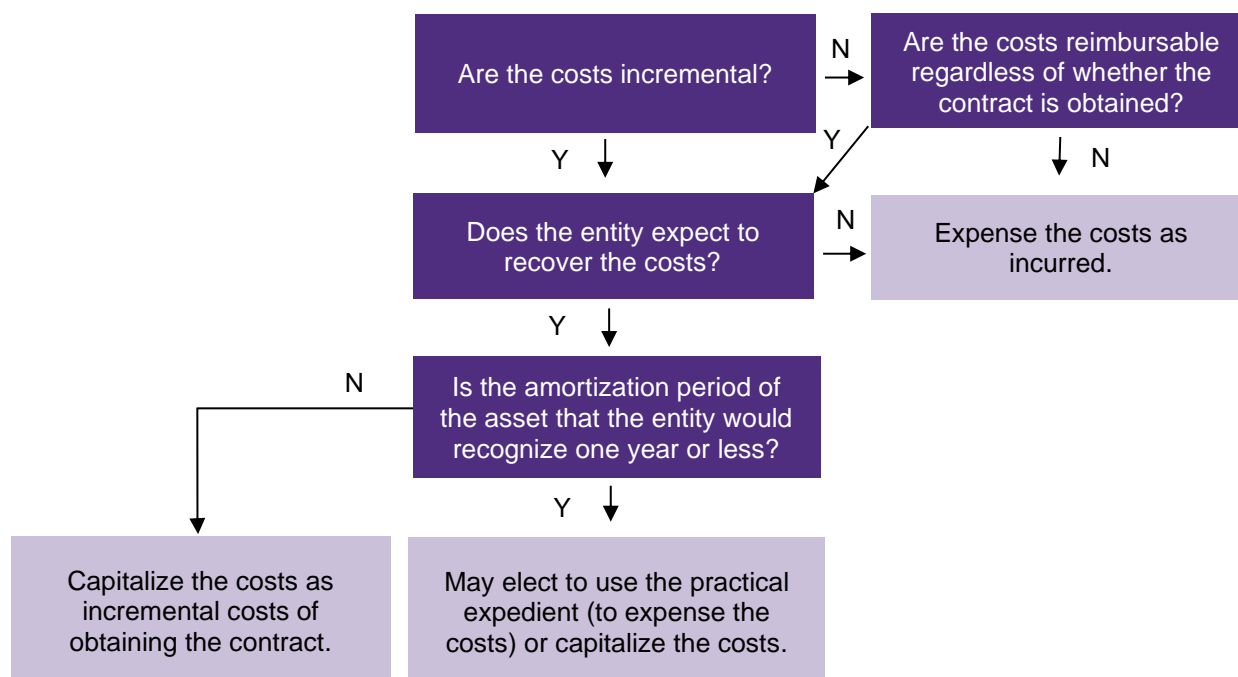 Are the costs incremental?
N
Are the costs reimbursable
regardless of whether the
contract is obtained?
Y
Y
N
Does the entity expect to
recover the costs?
N
Expense the costs as
incurred.
Y
N
Is the amortization period of
the asset that the entity would
recognize one year or less?
Y
Capitalize the costs as
incremental costs of
obtaining the contract.
May elect to use the practical
expedient (to expense the
costs) or capitalize the costs.